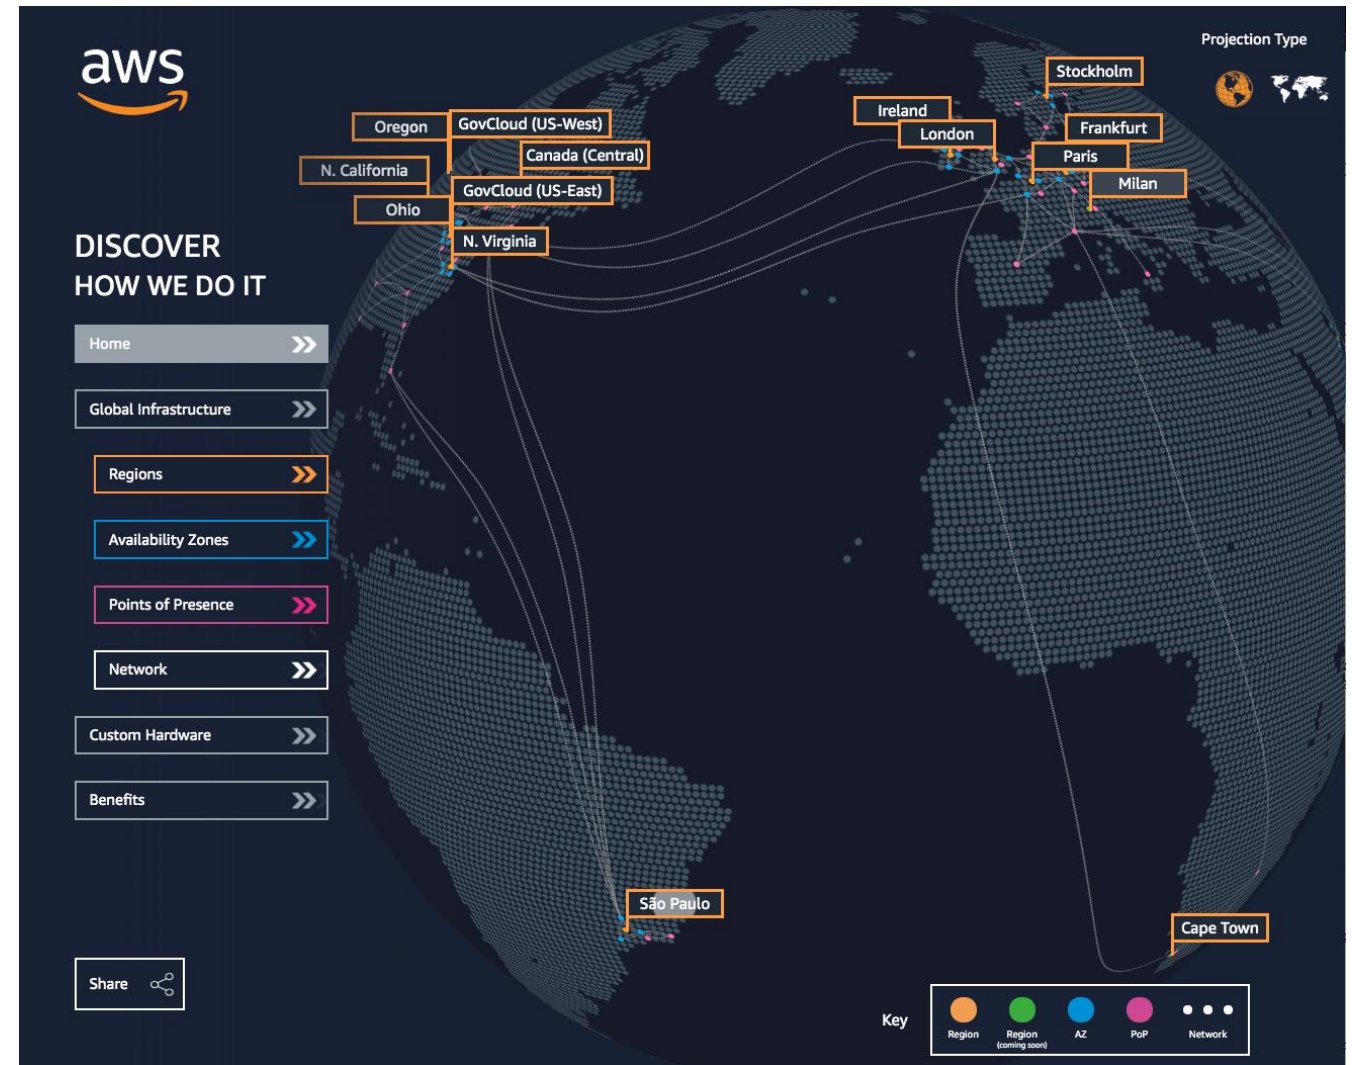 aws
Projection Type
Stockholm
Ireland
London
Frankfurt
Paris
Milan
Oregon
GovCloud (US-West)
Canada (Central)
N. California
GovCloud (US-East)
Ohio
N. Virginia
DISCOVER
HOW WE DO IT
Home
Global Infrastructure
Regions
Availability Zones
Points of Presence
Network
Custom Hardware
Benefits
São Paulo
Cape Town
Share
Key
Region
Region
(coming soon)
AZ
PoP
Network